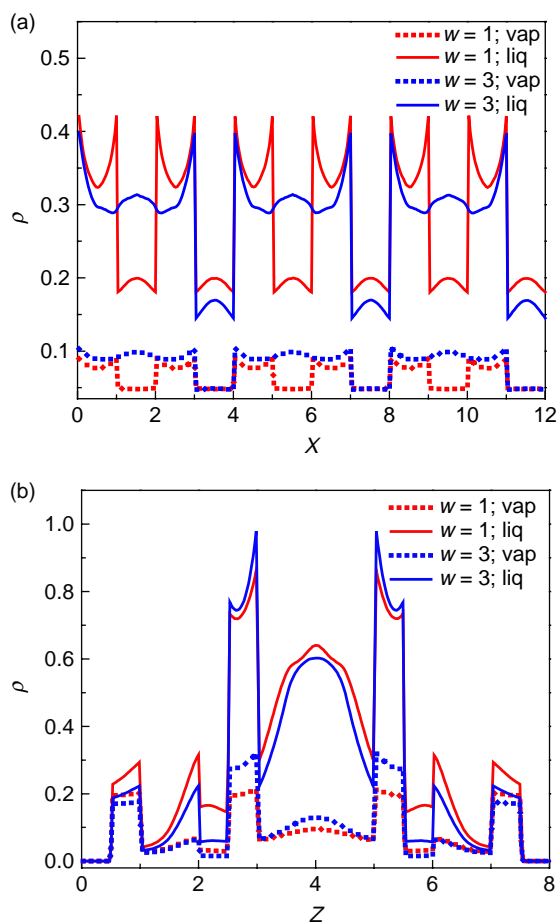 (a)
w = 1; vap
w = 1; liq
w = 3; vap
w = 3; liq
0.5
0.4
0.3
0.2
0.1
ρ
0 2 4 6 8 10 12
X
(b)
w = 1; vap
w = 1; liq
w = 3; vap
w = 3; liq
1.0
0.8
0.6
0.4
0.2
0.0
ρ
0 2 4 6 8
Z